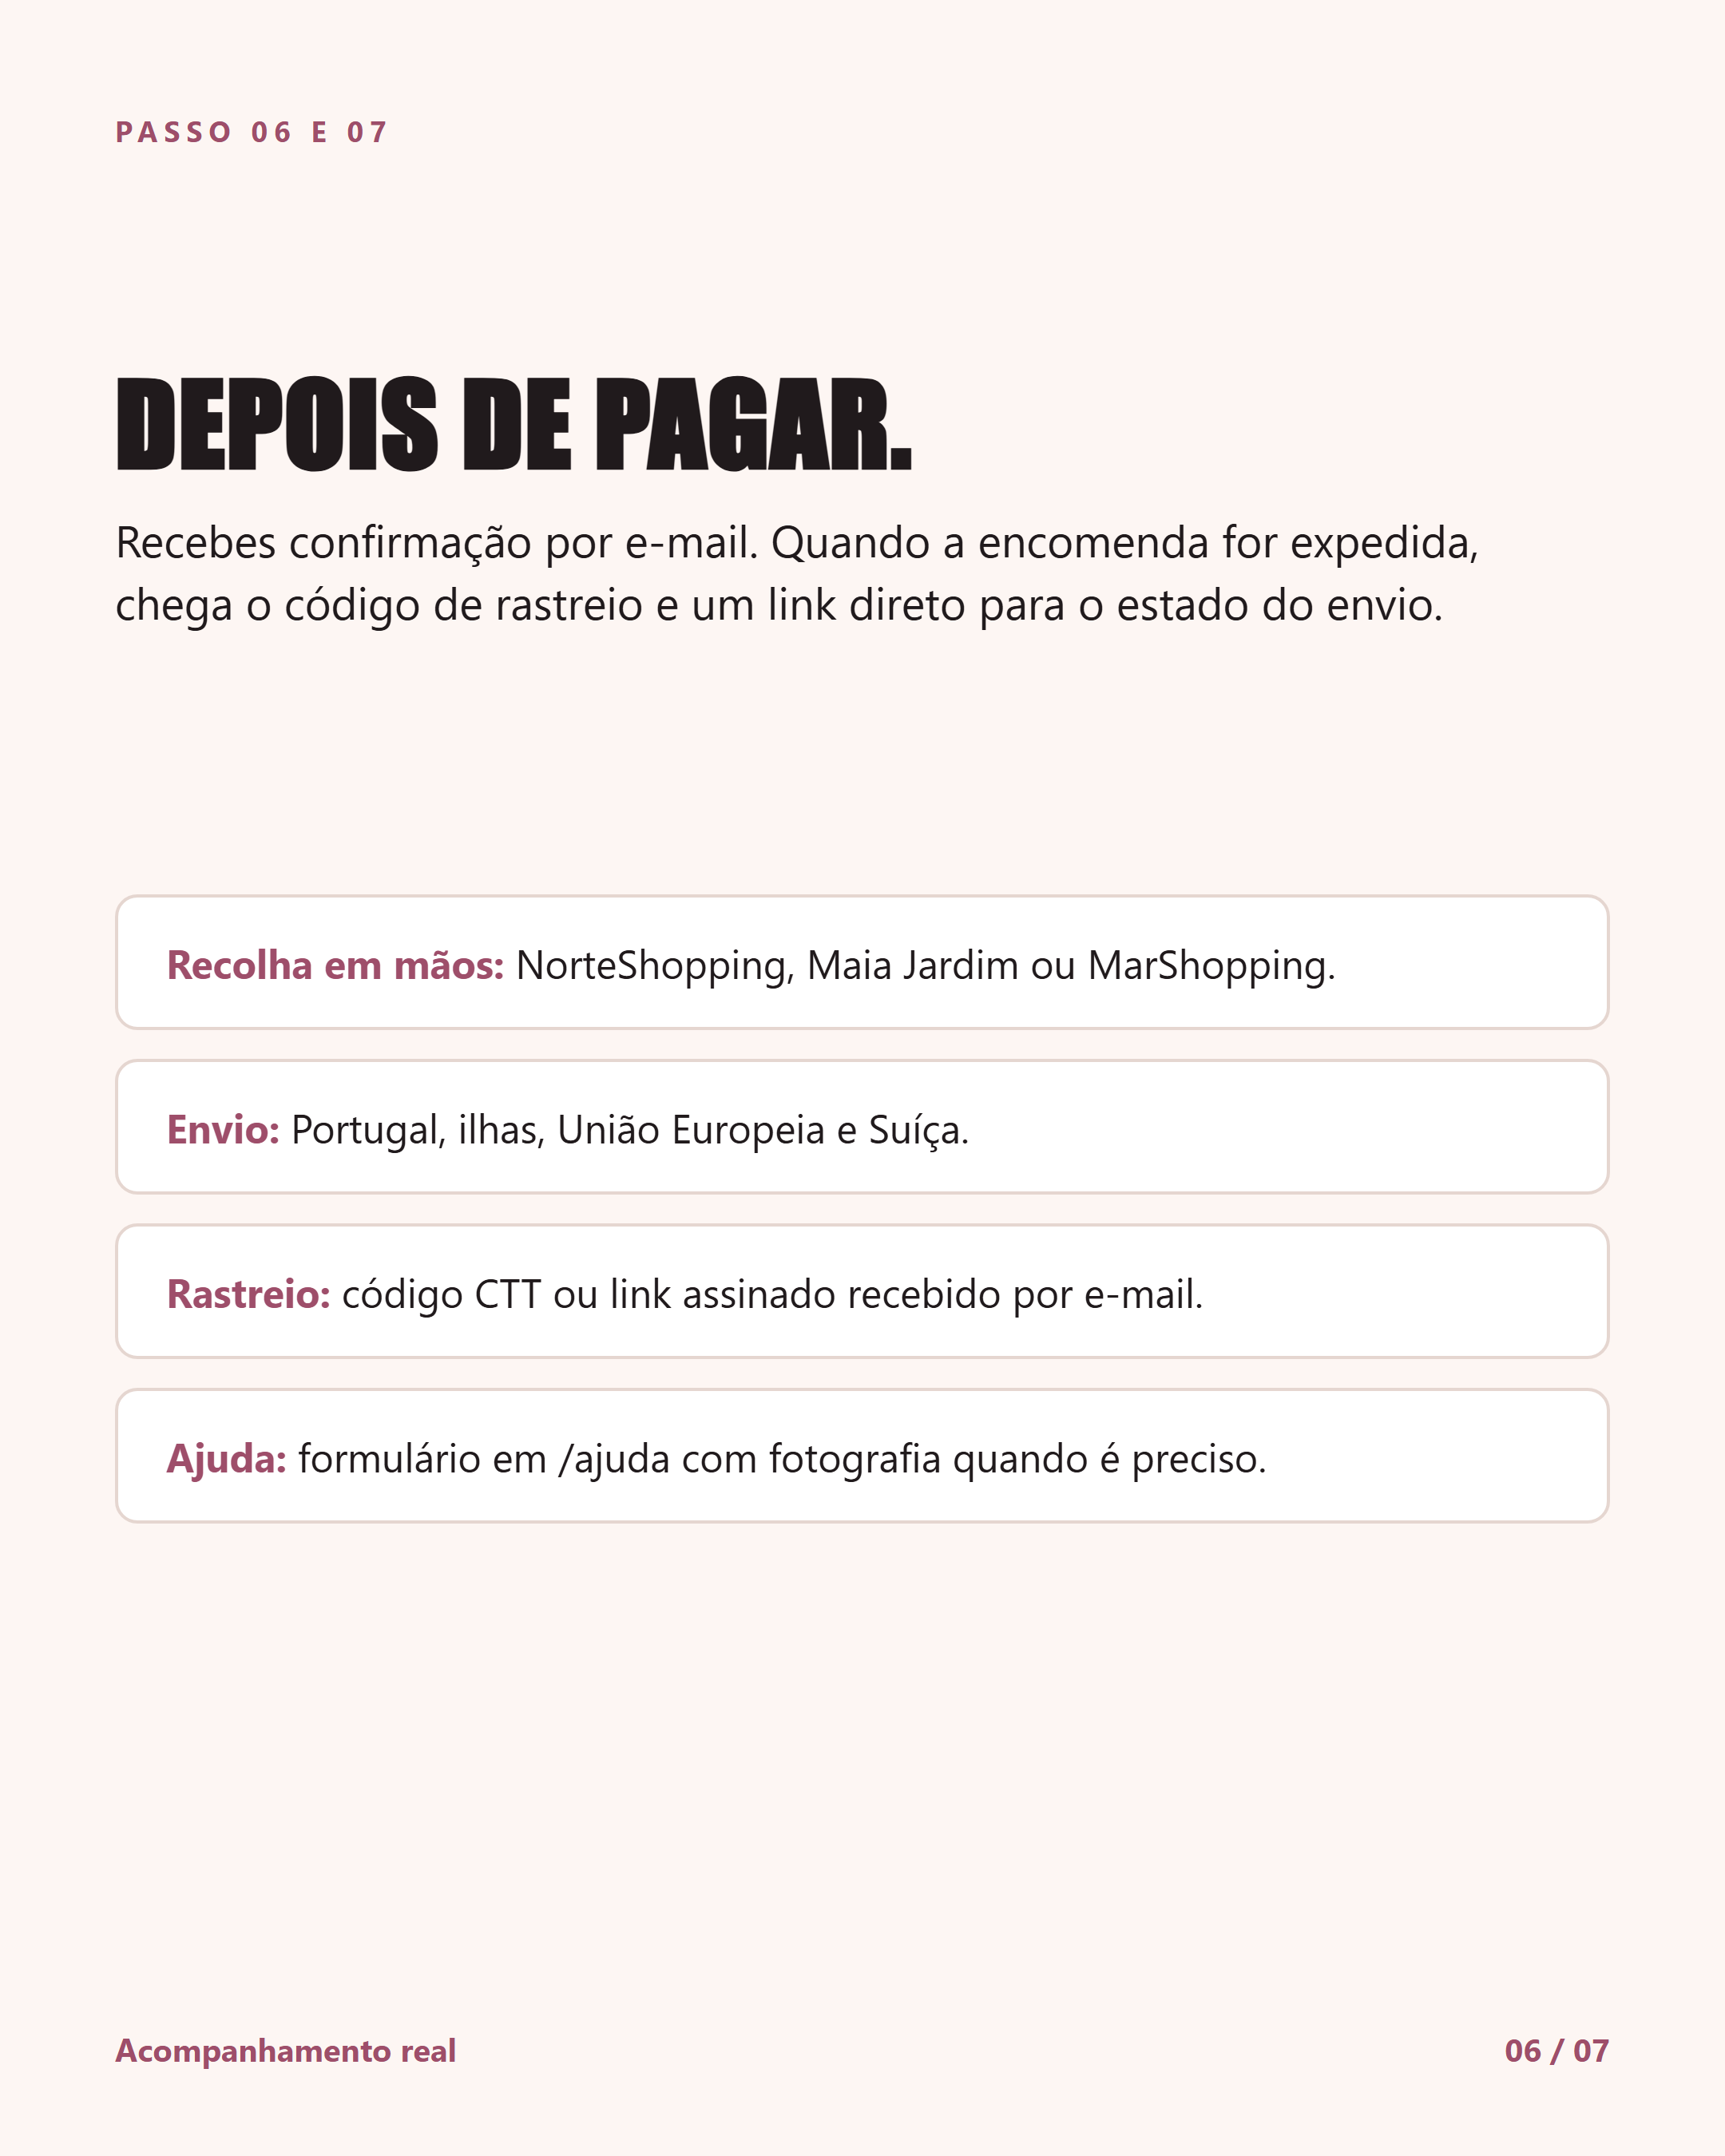 PASSO 06 E 07
DEPOIS DE PAGAR.
Recebes confirmação por e-mail. Quando a encomenda for expedida,
chega o código de rastreio e um link direto para o estado do envio.
Recolha em mãos: NorteShopping, Maia Jardim ou MarShopping.
Envio: Portugal, ilhas, União Europeia e Suíça.
Rastreio: código CTT ou link assinado recebido por e-mail.
Ajuda: formulário em /ajuda com fotografia quando é preciso.
Acompanhamento real
06 / 07